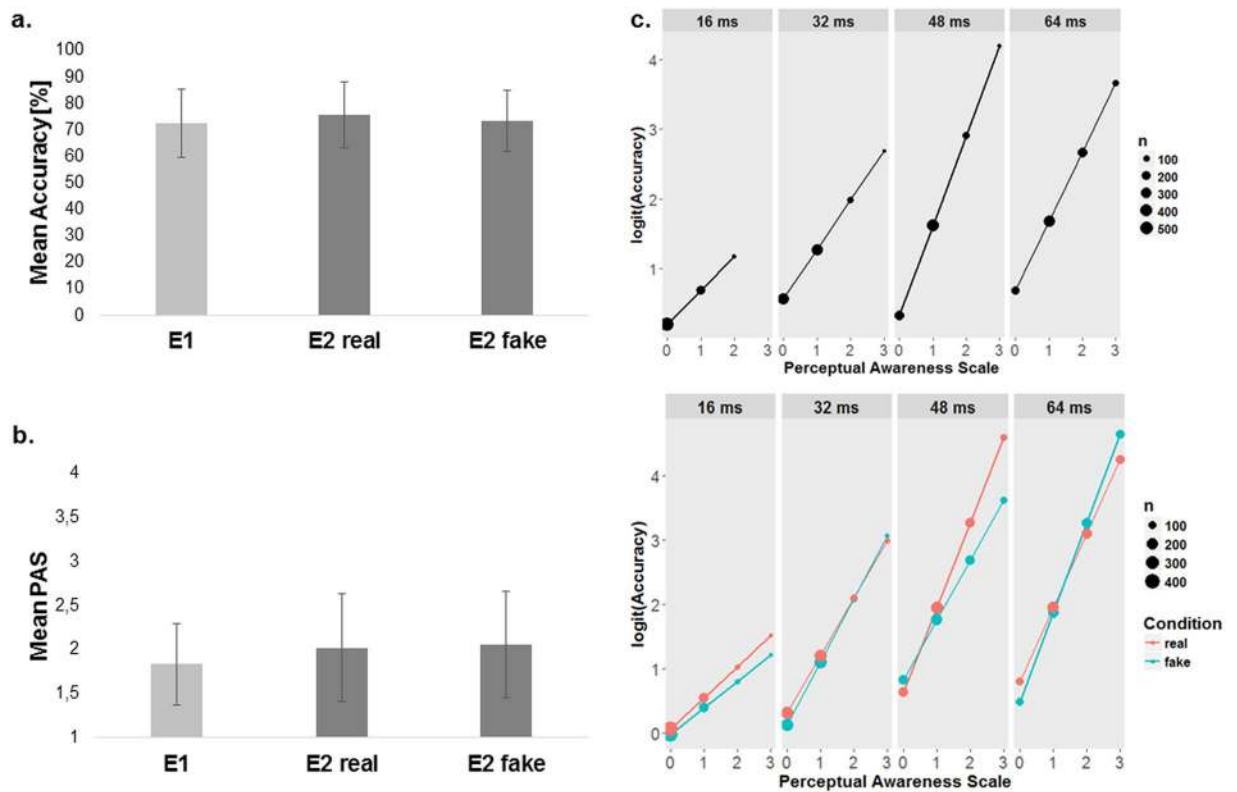 a.
Mean Accuracy [%]
100
90
80
70
60
50
40
30
20
10
0
E1 E2 real E2 fake
b.
Mean PAS
4
3,5
3
2,5
2
1,5
1
E1 E2 real E2 fake
c.
16 ms 32 ms 48 ms 64 ms
logit(Accuracy)
4
3
2
1
0 1 2 3 0 1 2 3 0 1 2 3 0 1 2 3
Perceptual Awareness Scale
n
100
200
300
400
500
16 ms 32 ms 48 ms 64 ms
logit(Accuracy)
4
3
2
1
0
0 1 2 3 0 1 2 3 0 1 2 3 0 1 2 3
Perceptual Awareness Scale
n
100
200
300
400
Condition
real
fake